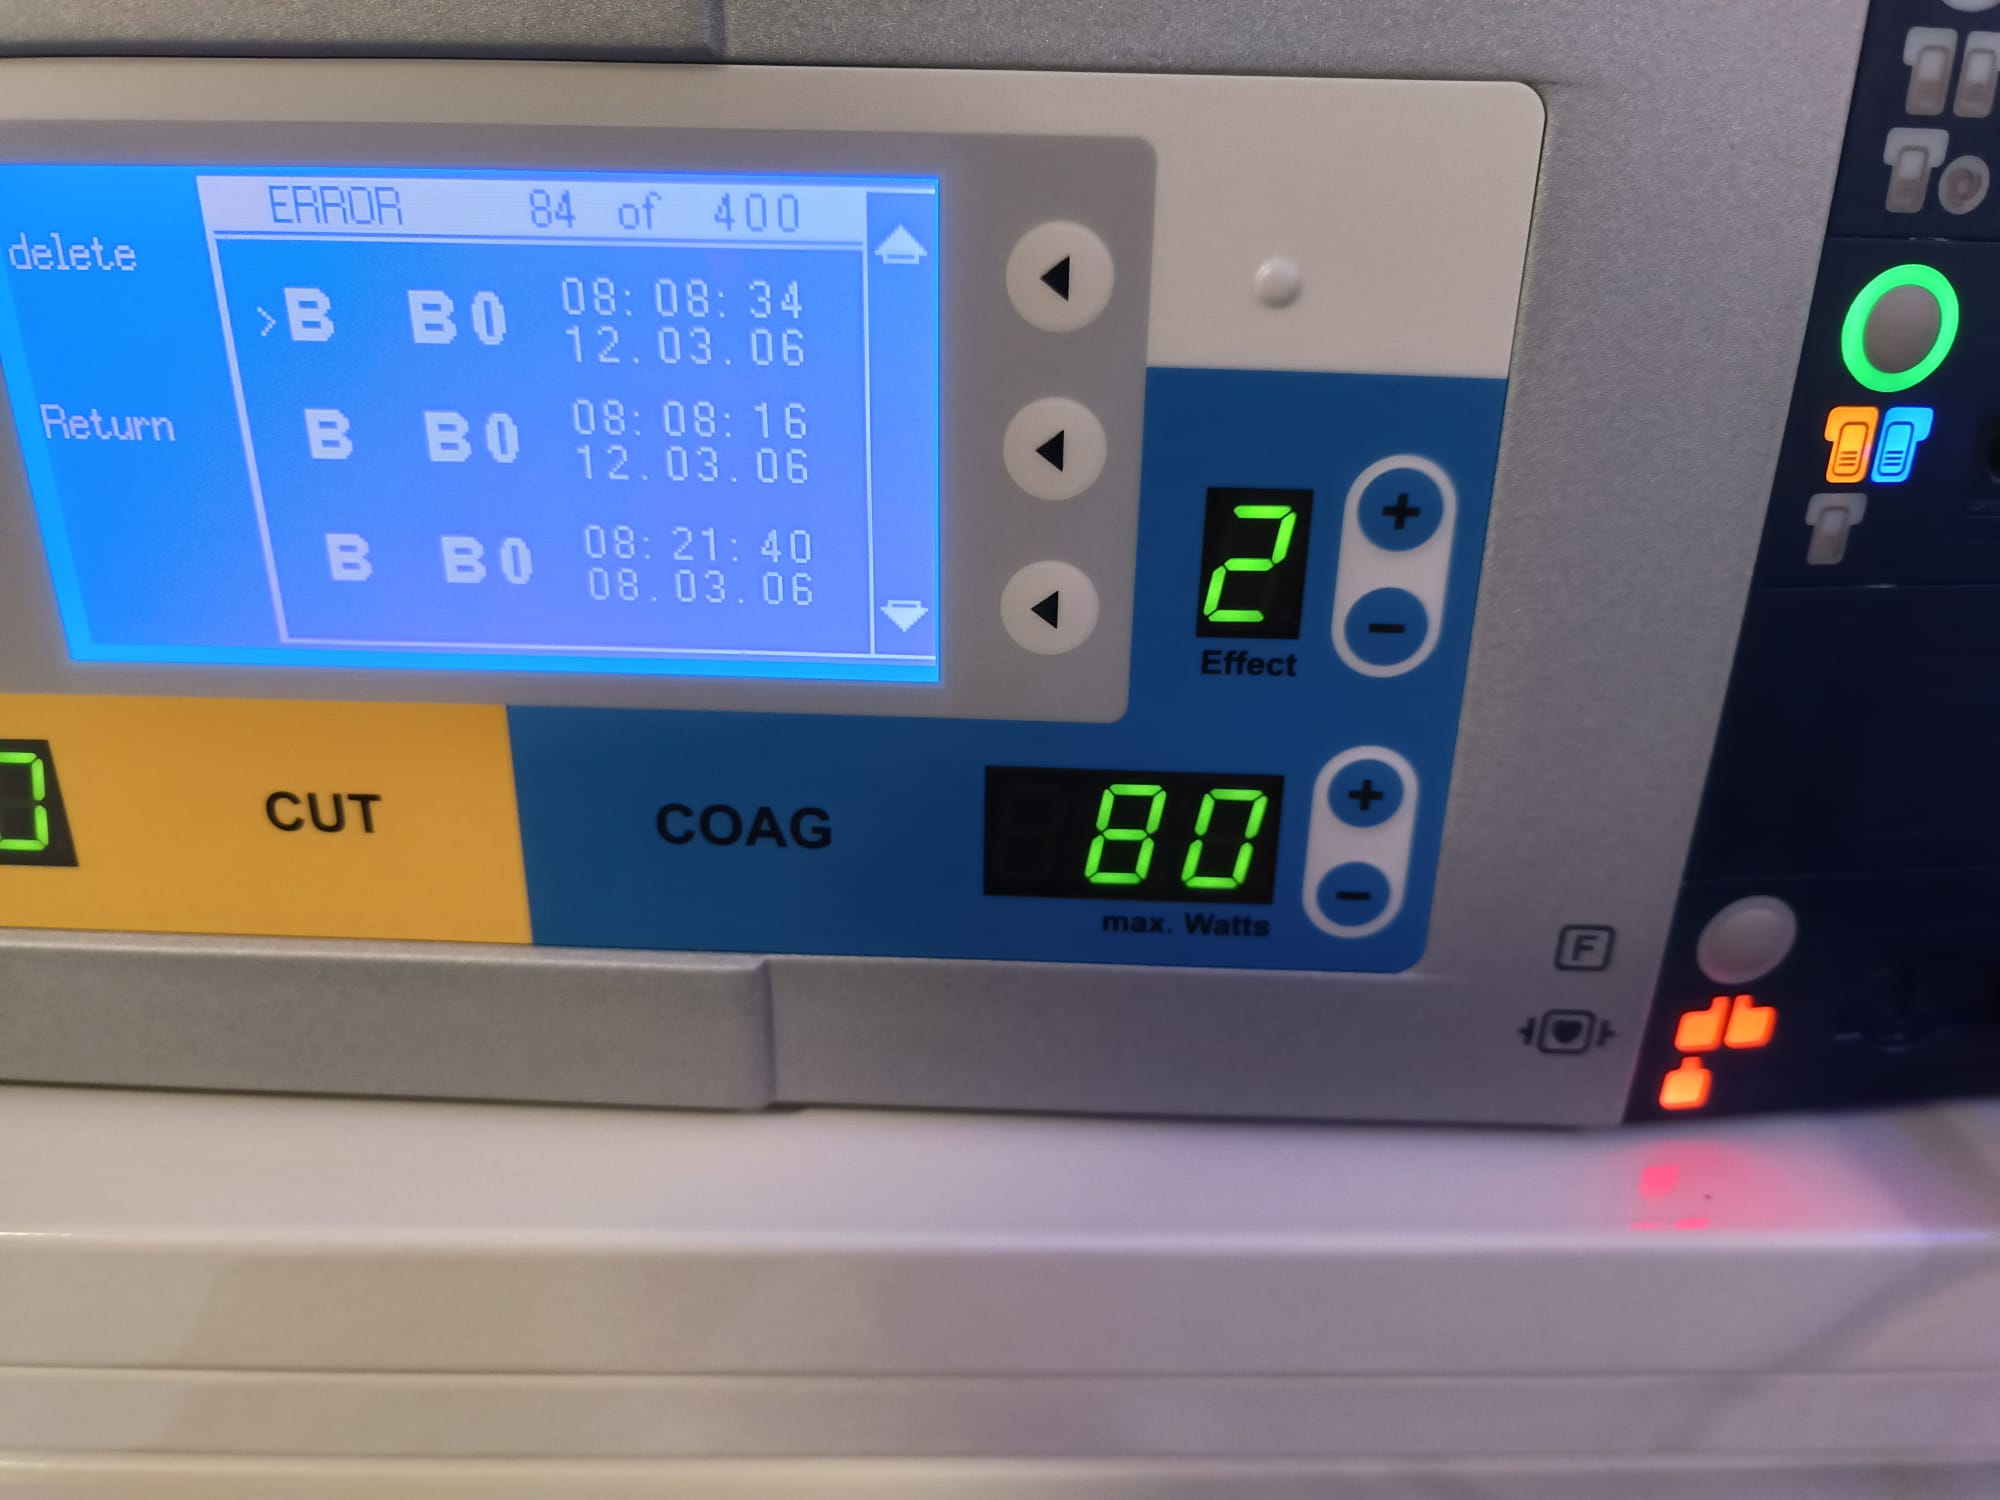 ERROR 84 of 400
delete
>B B0 08:08:34
12.03.06
Return
B B0 08:08:16
12.03.06
B B0 08:21:40
08.03.06
2
+
-
Effect
0
CUT
COAG
80
+
-
max. Watts
F